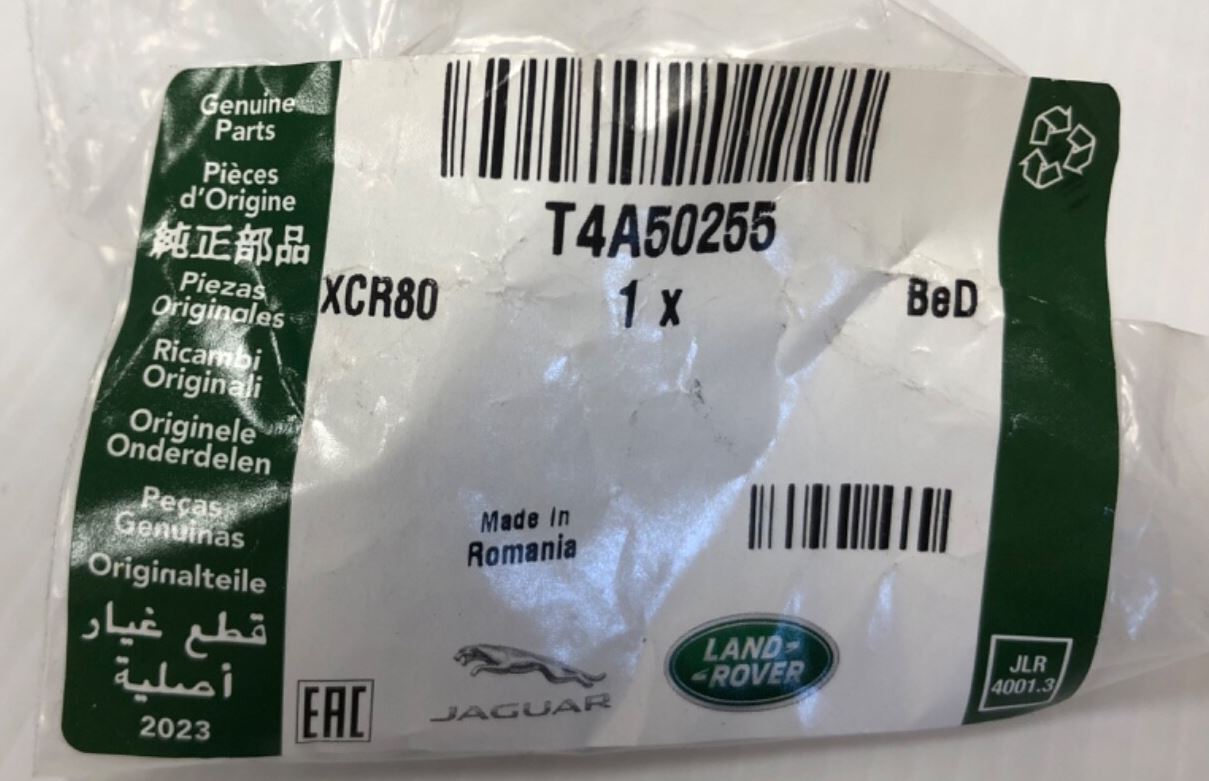 Genuine
Parts
Pièces
d'Origine
純正部品
Piezas
Originales
Ricambi
Originali
Originele
Onderdelen
Peças
Genuinas
Originalteile
قطع غيار
أصلية
2023
T4A50255
XCR80 1 x BeD
Made in
Romania
EAC
JAGUAR
LAND-
-ROVER
JLR
4001.3